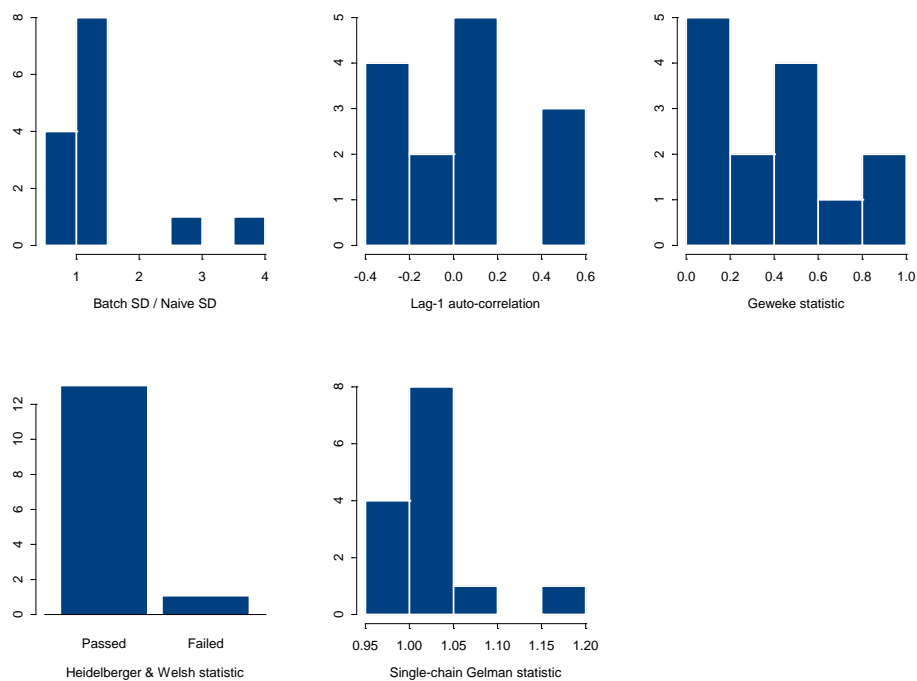 8
6
4
2
0
1 2 3 4
Batch SD / Naive SD
5
4
3
2
1
0
-0.4 -0.2 0.0 0.2 0.4 0.6
Lag-1 auto-correlation
5
4
3
2
1
0
0.0 0.2 0.4 0.6 0.8 1.0
Geweke statistic
12
10
8
6
4
2
0
Passed Failed
Heidelberger & Welsh statistic
8
6
4
2
0
0.95 1.00 1.05 1.10 1.15 1.20
Single-chain Gelman statistic